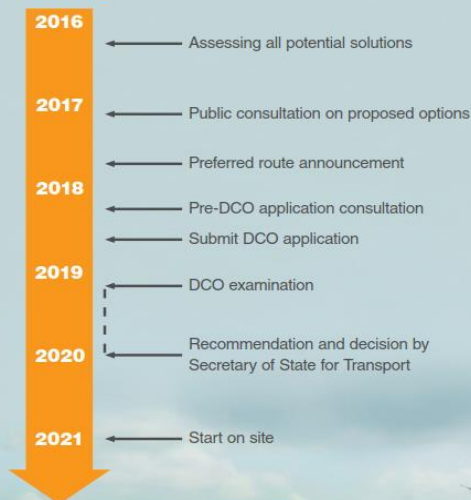 2016
Assessing all potential solutions
2017
Public consultation on proposed options
Preferred route announcement
2018
Pre-DCO application consultation
Submit DCO application
2019
DCO examination
2020
Recommendation and decision by
Secretary of State for Transport
2021
Start on site